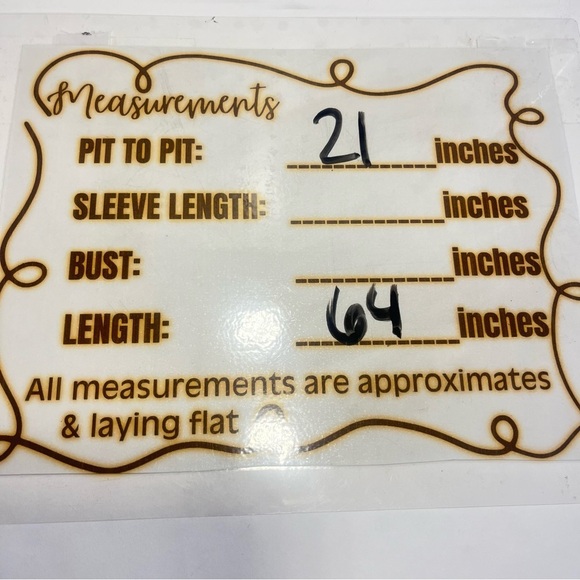 Measurements
PIT TO PIT: 21 inches
SLEEVE LENGTH: inches
BUST: inches
LENGTH: 64 inches
All measurements are approximates
& laying flat